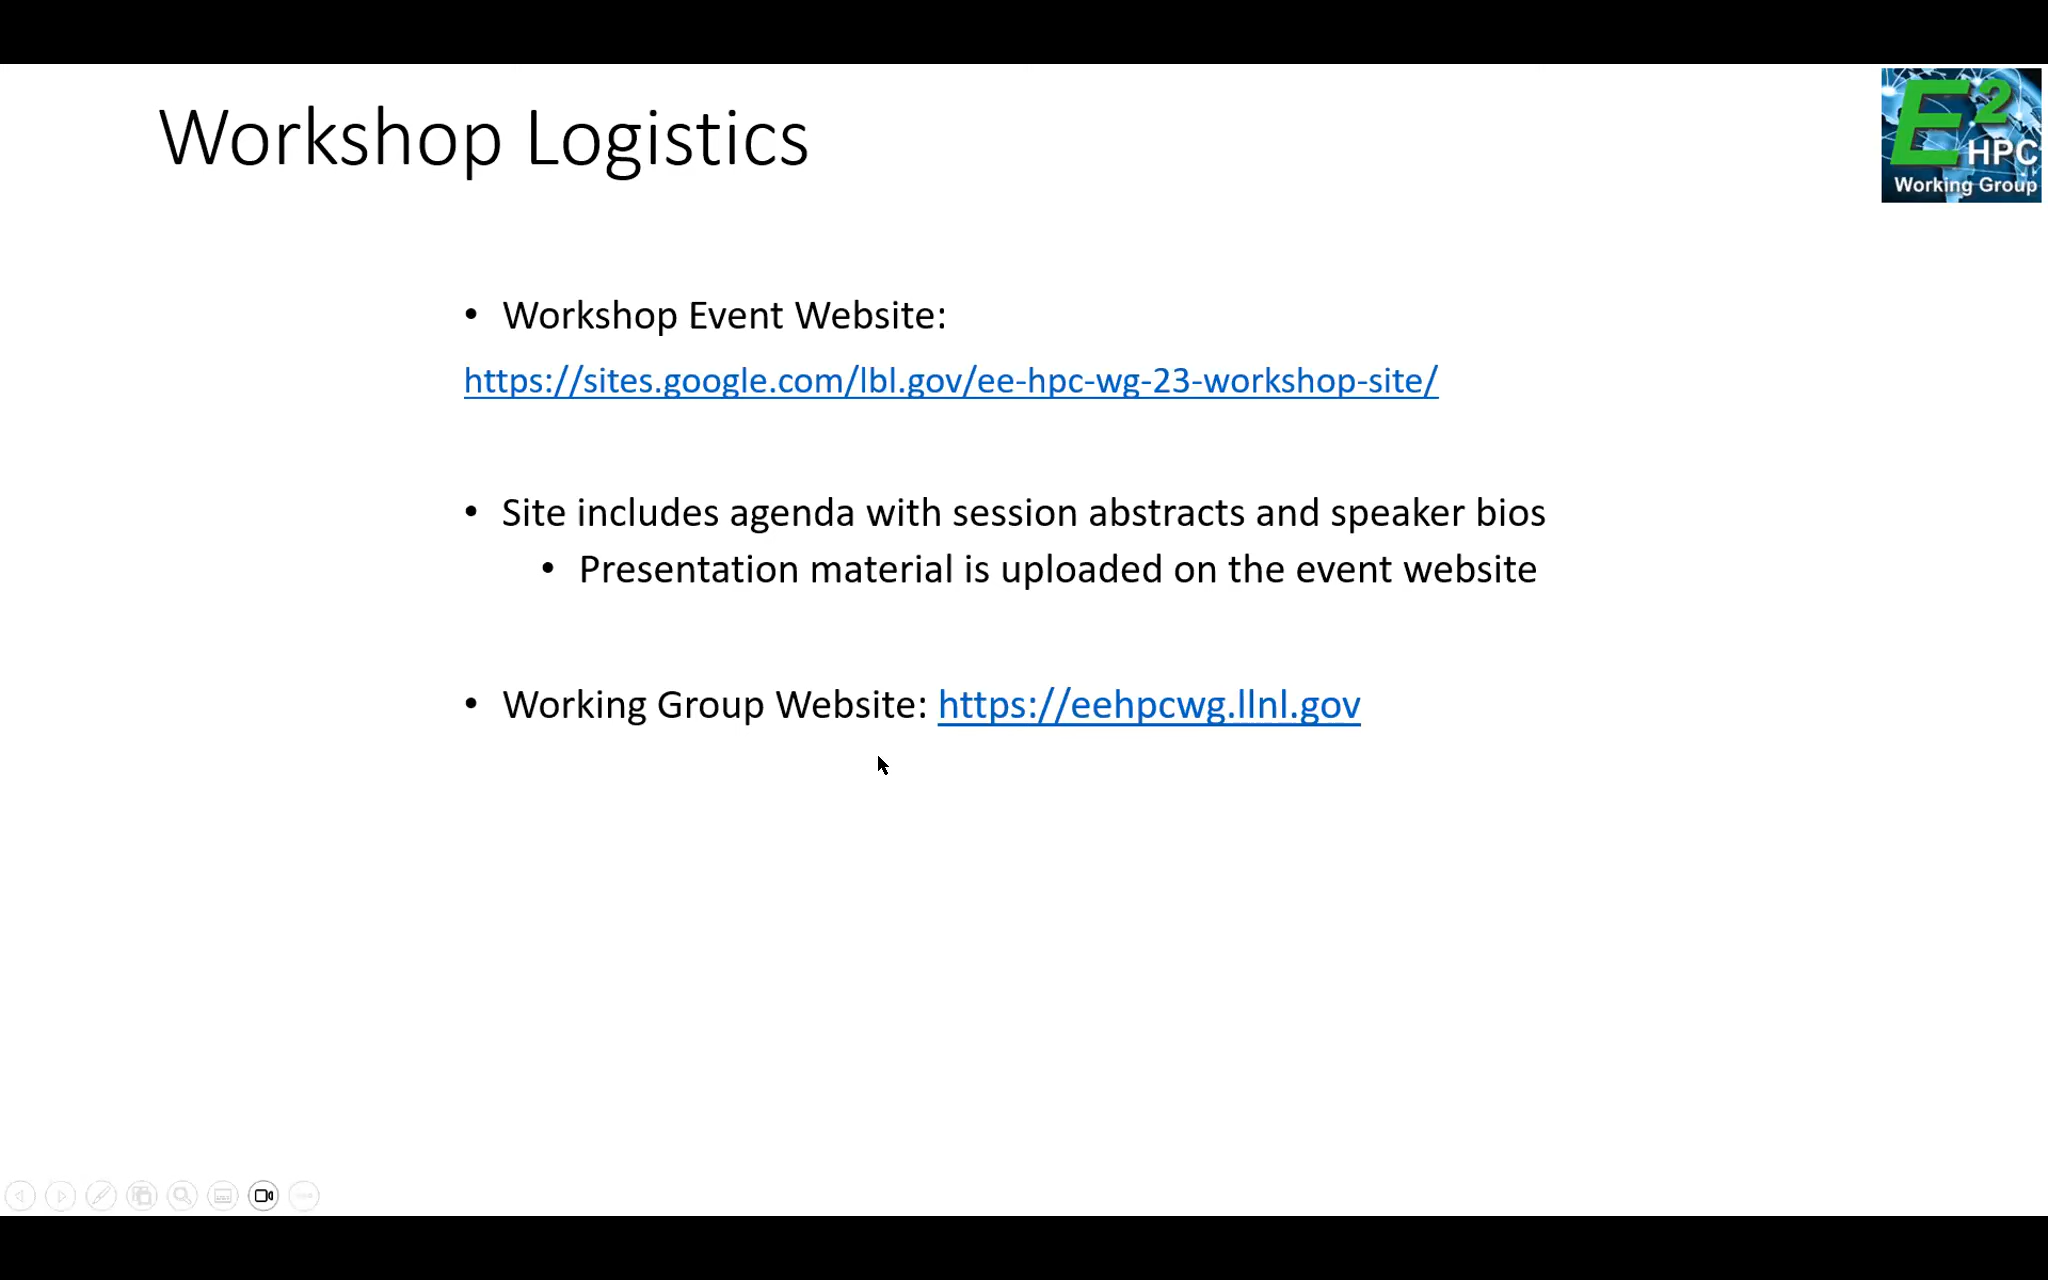 Workshop Logistics
E2
HPC
Working Group
• Workshop Event Website:
https://sites.google.com/lbl.gov/ee-hpc-wg-23-workshop-site/
• Site includes agenda with session abstracts and speaker bios
• Presentation material is uploaded on the event website
• Working Group Website: https://eehpcwg.llnl.gov